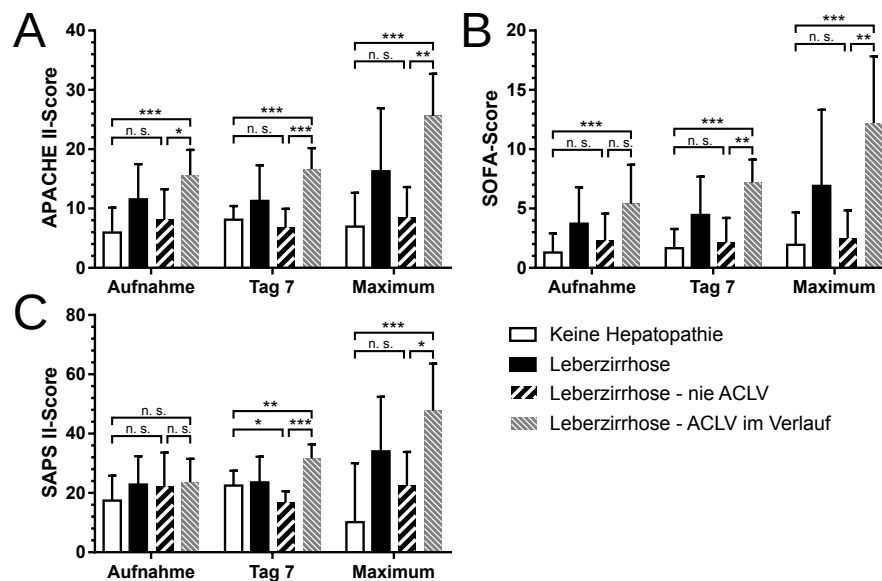 A
APACHE II-Score
40
30
20
10
0
***
n. s.
*
***
n. s.
***
***
n. s.
**
Aufnahme Tag 7 Maximum
B
SOFA-Score
20
15
10
5
0
***
n. s. n. s.
***
n. s.
**
***
n. s.
**
Aufnahme Tag 7 Maximum
C
SAPS II-Score
80
60
40
20
0
n. s.
n. s. n. s.
**
*
***
***
n. s.
*
Aufnahme Tag 7 Maximum
Keine Hepatopathie
Leberzirrhose
Leberzirrhose - nie ACLV
Leberzirrhose - ACLV im Verlauf